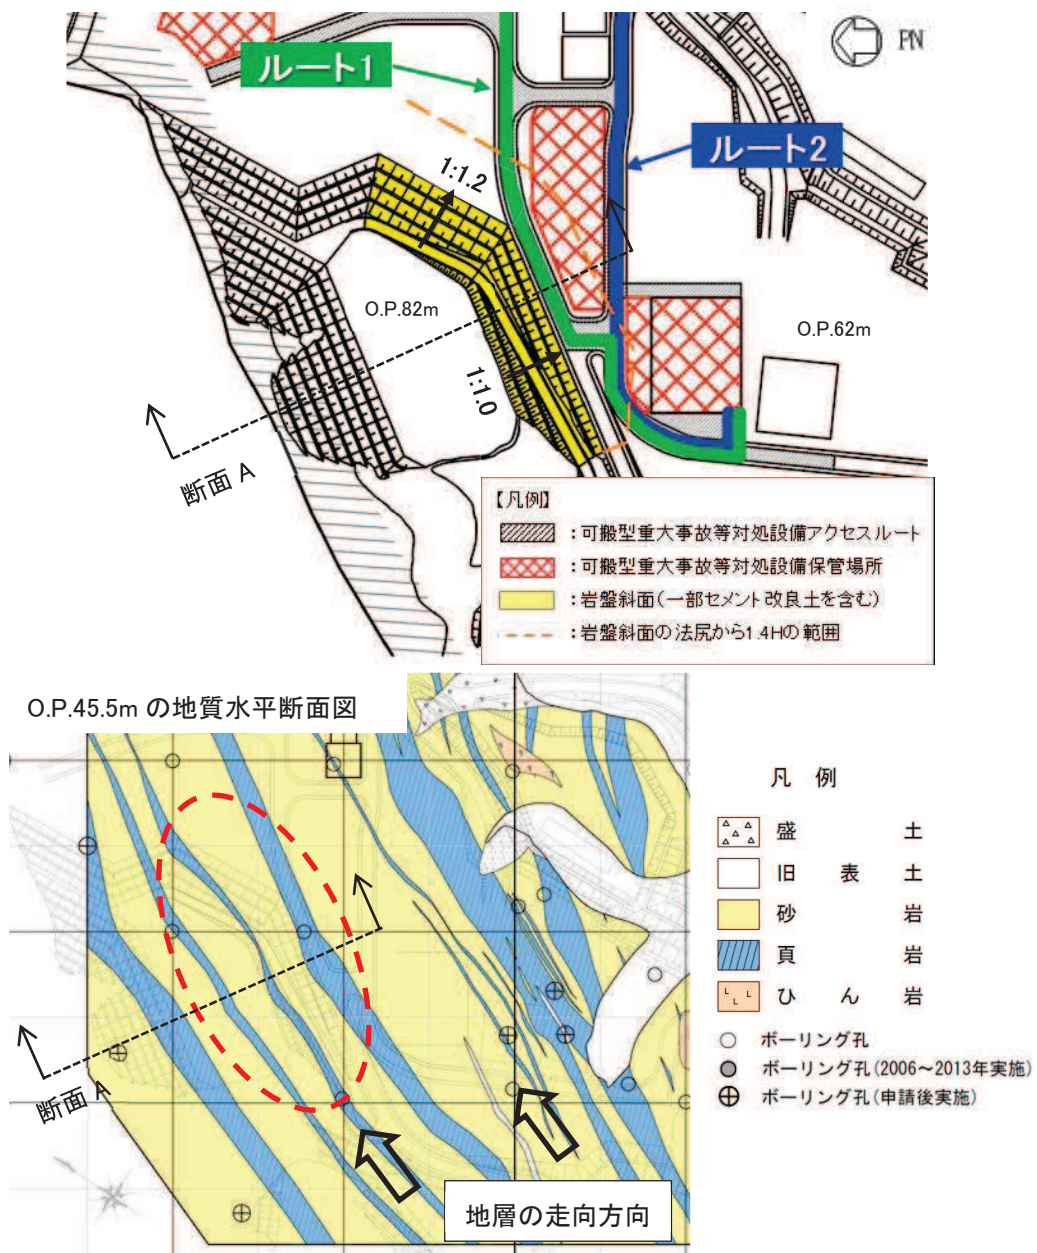 PN
ルート1
ルート2
1:1.2
O.P.82m
O.P.62m
1:1.0
断面 A
【凡例】
：可搬型重大事故等対処設備アクセスルート
：可搬型重大事故等対処設備保管場所
：岩盤斜面(一部セメント改良土を含む)
：岩盤斜面の法尻から1.4Hの範囲
O.P.45.5m の地質水平断面図
凡 例
盛 土
旧 表 土
砂 岩
頁 岩
ひ ん 岩
ボーリング孔
ボーリング孔(2006～2013年実施)
ボーリング孔(申請後実施)
断面 A
地層の走向方向